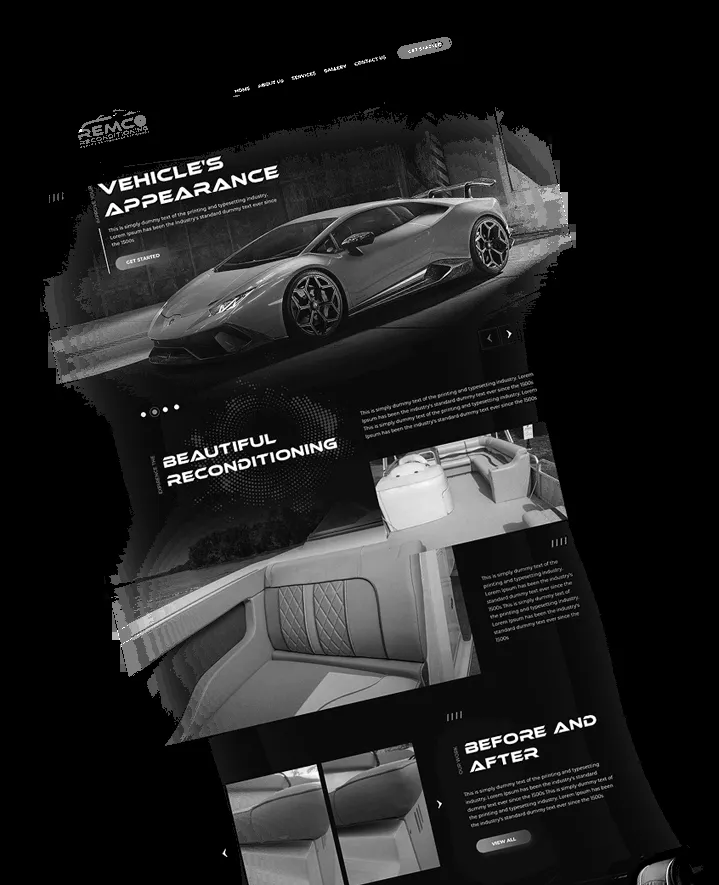 HOME ABOUT US SERVICES GALLERY CONTACT US GET STARTED
REMCO
RECONDITIONING
VEHICLE'S
APPEARANCE
This is simply dummy text of the printing and typesetting industry.
Lorem Ipsum has been the industry's standard dummy text ever since
the 1500s
GET STARTED
This is simply dummy text of the printing and typesetting industry. Lorem
Ipsum has been the industry's standard dummy text ever since the 1500s
This is simply dummy text of the printing and typesetting industry. Lorem
Ipsum has been the industry's standard dummy text ever since the 1500s
BEAUTIFUL
RECONDITIONING
This is simply dummy text of the
printing and typesetting industry.
Lorem Ipsum has been the industry's
standard dummy text ever since the
1500s This is simply dummy text of
the printing and typesetting industry.
Lorem Ipsum has been the industry's
standard dummy text ever since the
1500s
OUR WORK
BEFORE AND
AFTER
This is simply dummy text of the printing and typesetting
industry. Lorem Ipsum has been the industry's standard
dummy text ever since the 1500s This is simply dummy text of
the printing and typesetting industry. Lorem Ipsum has been
the industry's standard dummy text ever since the 1500s
VIEW ALL